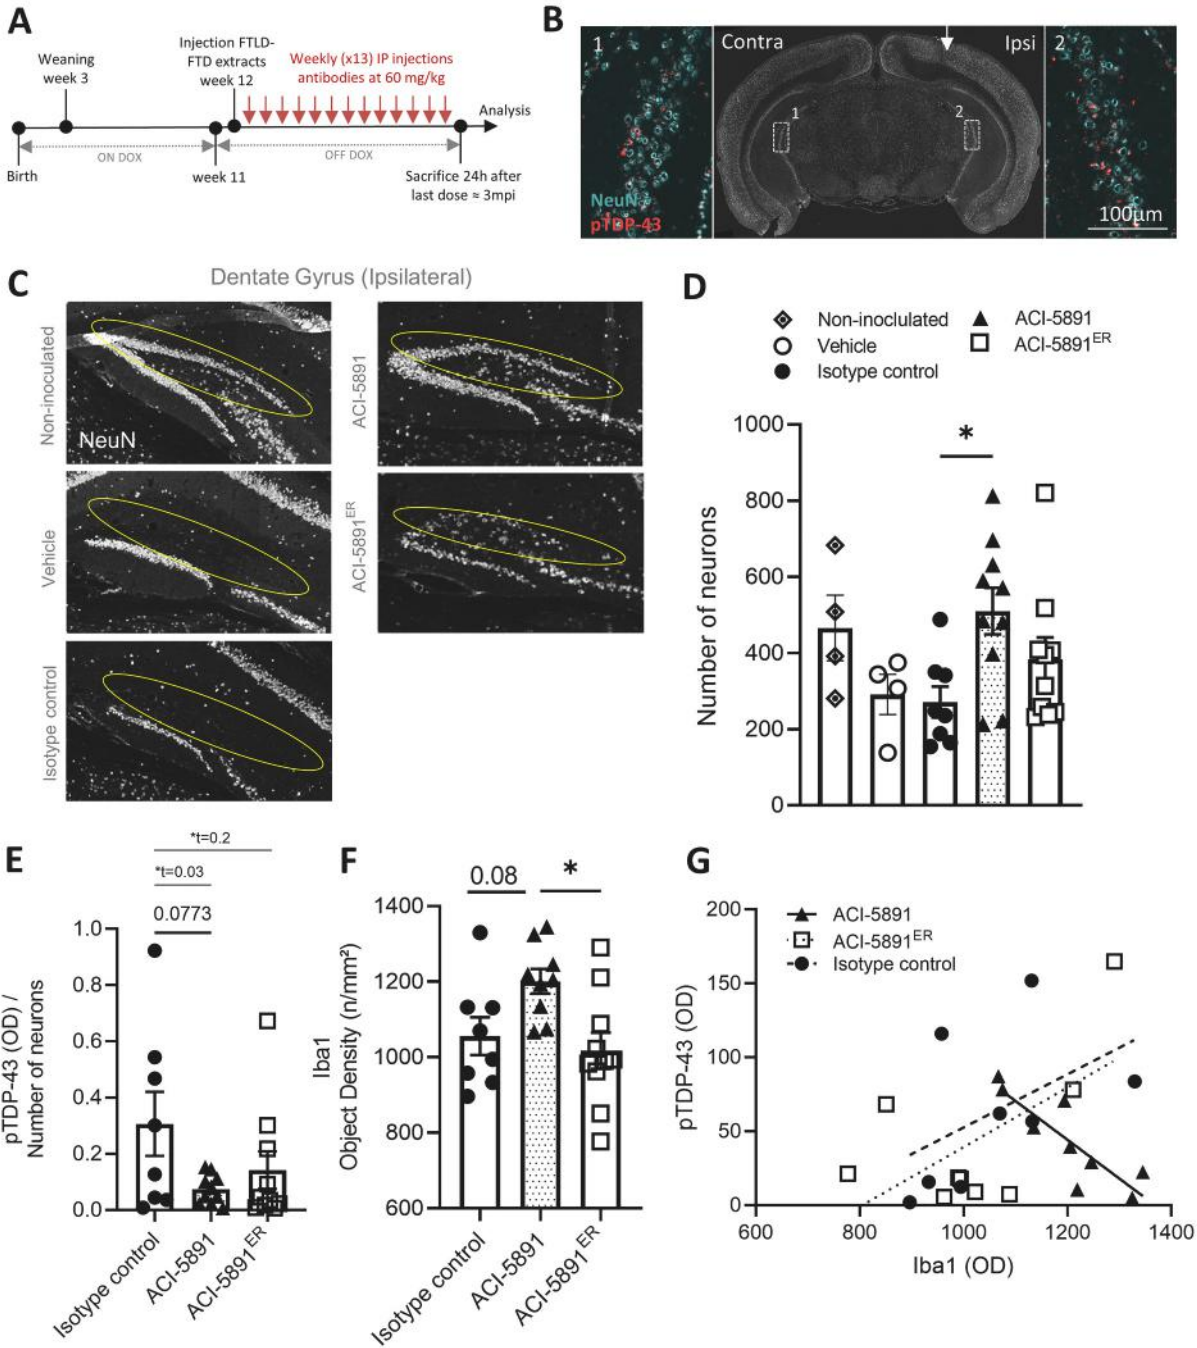 A
Weaning
week 3
Injection FTLD-
FTD extracts
week 12
Weekly (x13) IP injections
antibodies at 60 mg/kg
Analysis
ON DOX
OFF DOX
Birth
week 11
Sacrifice 24h after
last dose ≈ 3mpi
B
1
Contra
Ipsi
2
1
2
NeuN
pTDP-43
100µm
C
Dentate Gyrus (Ipsilateral)
Non-inoculated
NeuN
ACI-5891
Vehicle
ACI-5891ER
Isotype control
D
Non-inoclulated
Vehicle
Isotype control
ACI-5891
ACI-5891ER
Number of neurons
1000
800
600
400
200
0
*
E
*t=0.2
*t=0.03
0.0773
pTDP-43 (OD) /
Number of neurons
1.0
0.8
0.6
0.4
0.2
0.0
Isotype control
ACI-5891
ACI-5891ER
F
0.08
*
Iba1
Object Density (n/mm²)
1400
1200
1000
800
600
Isotype control
ACI-5891
ACI-5891ER
G
ACI-5891
ACI-5891ER
Isotype control
pTDP-43 (OD)
200
150
100
50
0
600
800
1000
1200
1400
Iba1 (OD)